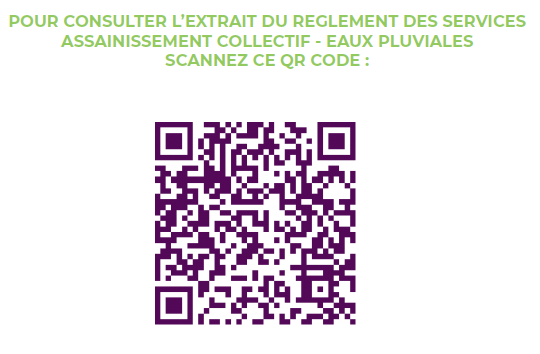 POUR CONSULTER L'EXTRAIT DU REGLEMENT DES SERVICES
ASSAINISSEMENT COLLECTIF - EAUX PLUVIALES
SCANNEZ CE QR CODE :